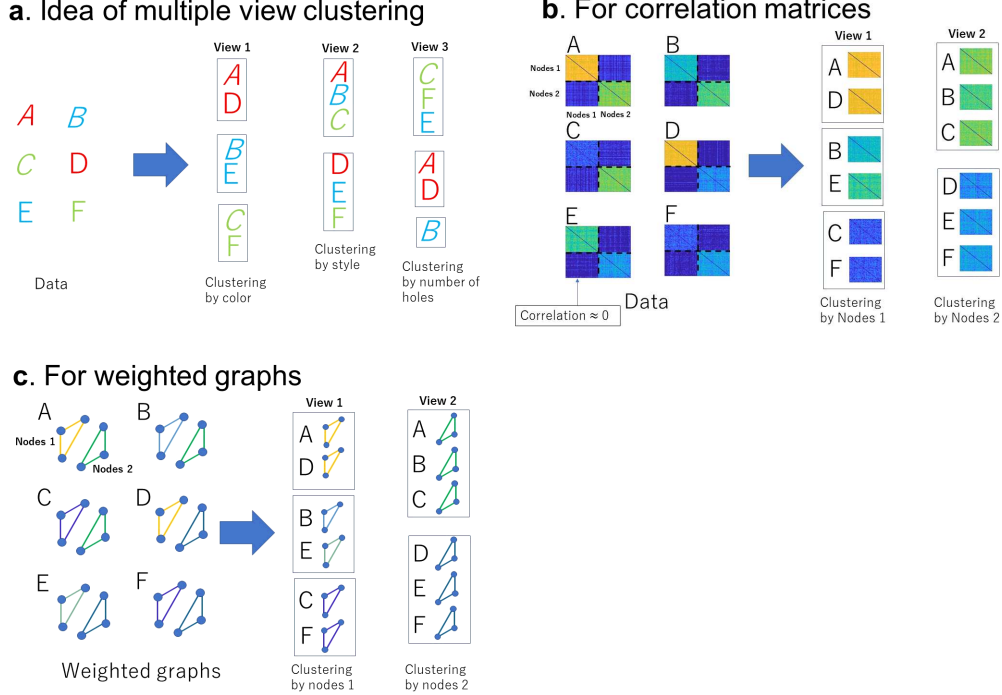 a. Idea of multiple view clustering
View 1
View 2
View 3
A B
C D
E F
Data
A
D
B
E
C
F
Clustering
by color
A
B
C
D
E
F
Clustering
by style
C
F
E
A
D
B
Clustering
by number of
holes
b. For correlation matrices
A
B
Nodes 1
Nodes 2
Nodes 1 Nodes 2
C
D
E
F
Data
Correlation ≈ 0
View 1
A
D
B
E
C
F
Clustering
by Nodes 1
View 2
A
B
C
D
E
F
Clustering
by Nodes 2
c. For weighted graphs
A
B
Nodes 1
Nodes 2
C
D
E
F
Weighted graphs
View 1
A
D
B
E
C
F
Clustering
by nodes 1
View 2
A
B
C
D
E
F
Clustering
by nodes 2